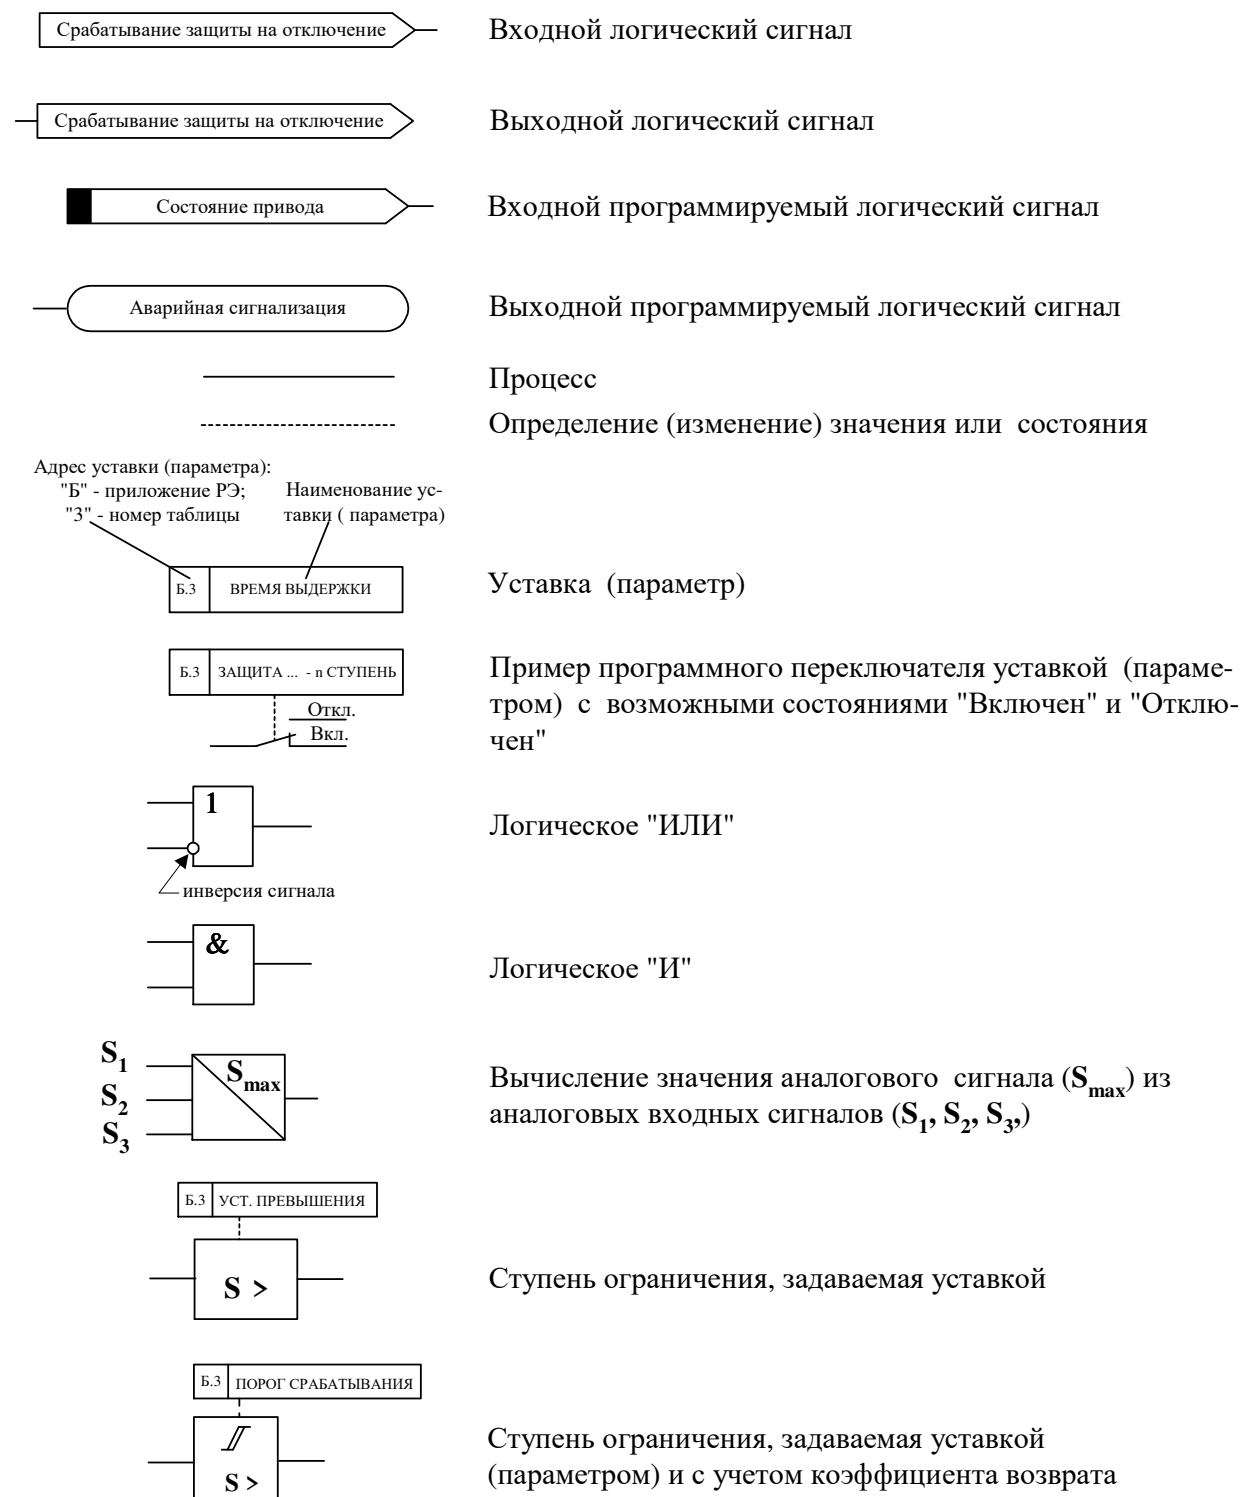 Срабатывание защиты на отключение
Входной логический сигнал
Срабатывание защиты на отключение
Выходной логический сигнал
Состояние привода
Входной программируемый логический сигнал
Аварийная сигнализация
Выходной программируемый логический сигнал
Процесс
Определение (изменение) значения или состояния
Адрес уставки (параметра):
"Б" - приложение РЭ;
"3" - номер таблицы
Наименование ус-
тавки ( параметра)
Б.3 ВРЕМЯ ВЫДЕРЖКИ
Уставка (параметр)
Б.3 ЗАЩИТА ... - n СТУПЕНЬ
Откл.
Вкл.
Пример программного переключателя уставкой (параме-
тром) с возможными состояниями "Включен" и "Отклю-
чен"
1
Логическое "ИЛИ"
инверсия сигнала
&
Логическое "И"
S1
S2
S3
Smax
Вычисление значения аналогового сигнала (Smax) из
аналоговых входных сигналов (S1, S2, S3,)
Б.3 УСТ. ПРЕВЫШЕНИЯ
S >
Ступень ограничения, задаваемая уставкой
Б.3 ПОРОГ СРАБАТЫВАНИЯ
S >
Ступень ограничения, задаваемая уставкой
(параметром) и с учетом коэффициента возврата